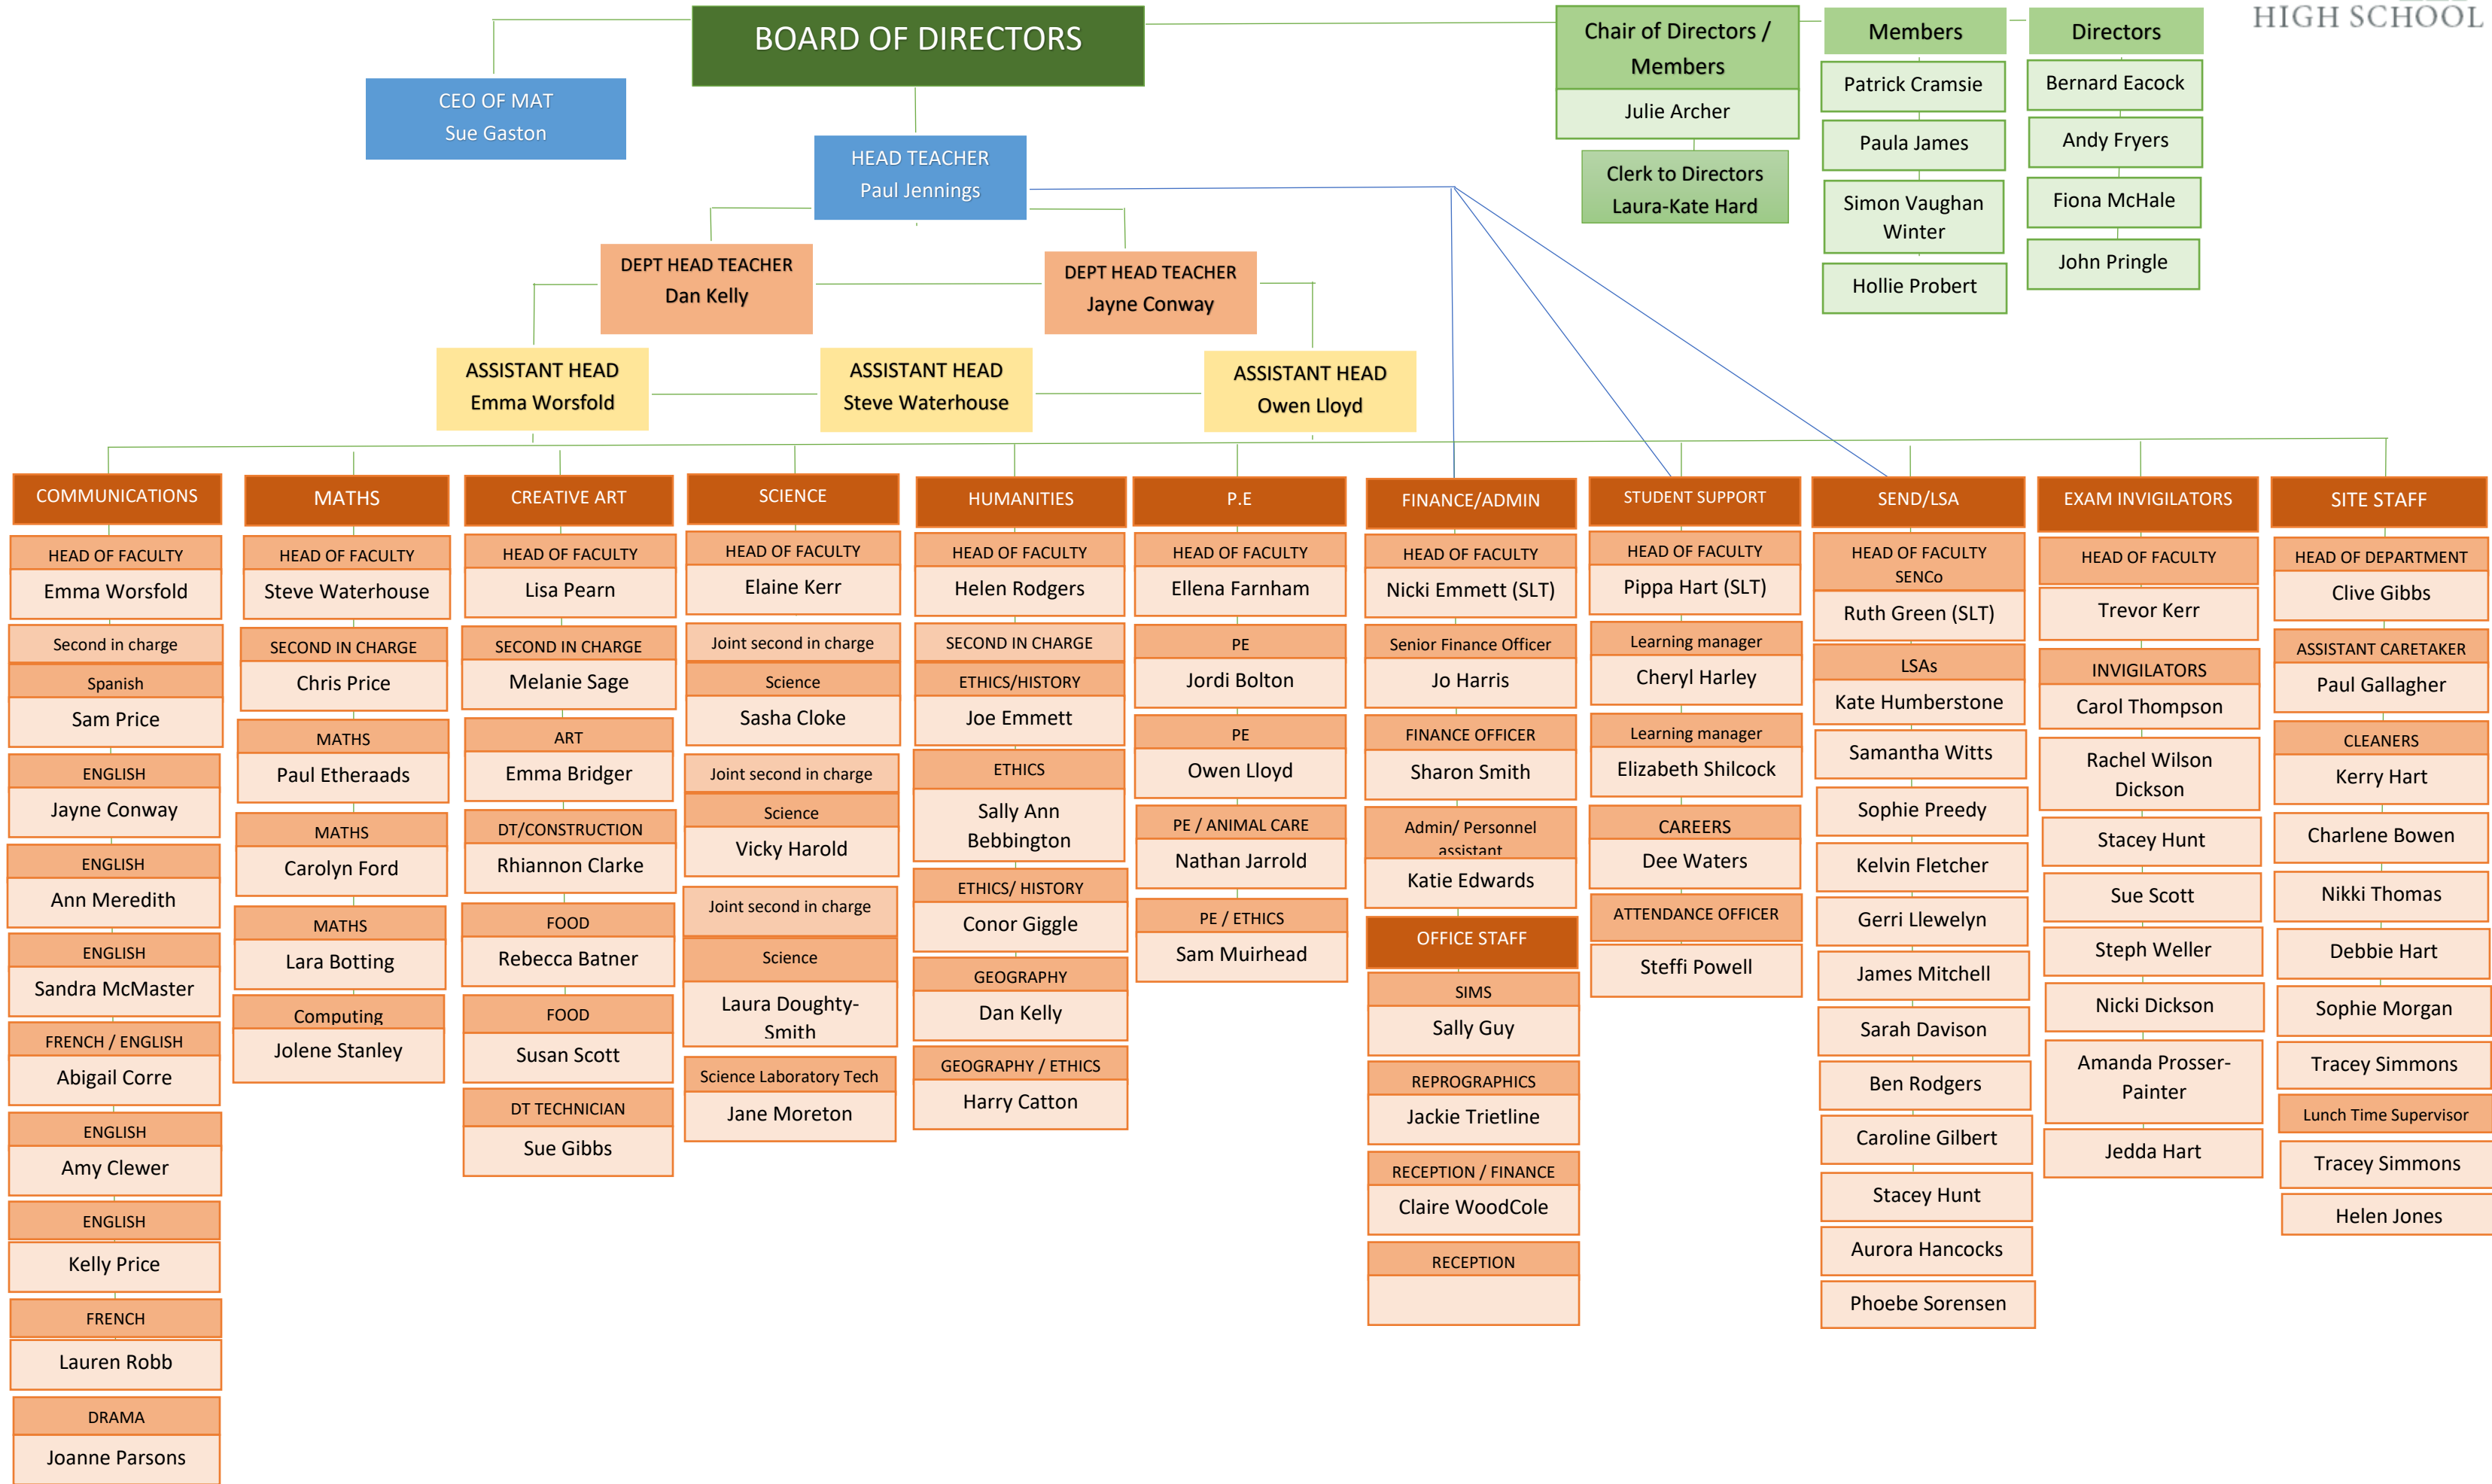 HIGH SCHOOL
BOARD OF DIRECTORS
CEO OF MAT
Sue Gaston
HEAD TEACHER
Paul Jennings
Chair of Directors /
Members
Julie Archer
Clerk to Directors
Laura-Kate Hard
Members
Patrick Cramsie
Paula James
Simon Vaughan
Winter
Hollie Probert
Directors
Bernard Eacock
Andy Fryers
Fiona McHale
John Pringle
DEPT HEAD TEACHER
Dan Kelly
DEPT HEAD TEACHER
Jayne Conway
ASSISTANT HEAD
Emma Worsfold
ASSISTANT HEAD
Steve Waterhouse
ASSISTANT HEAD
Owen Lloyd
COMMUNICATIONS
HEAD OF FACULTY
Emma Worsfold
Second in charge
Spanish
Sam Price
ENGLISH
Jayne Conway
ENGLISH
Ann Meredith
ENGLISH
Sandra McMaster
FRENCH / ENGLISH
Abigail Corre
ENGLISH
Amy Clewer
ENGLISH
Kelly Price
FRENCH
Lauren Robb
DRAMA
Joanne Parsons
MATHS
HEAD OF FACULTY
Steve Waterhouse
SECOND IN CHARGE
Chris Price
MATHS
Paul Etheraads
MATHS
Carolyn Ford
MATHS
Lara Botting
Computing
Jolene Stanley
CREATIVE ART
HEAD OF FACULTY
Lisa Pearn
SECOND IN CHARGE
Melanie Sage
ART
Emma Bridger
DT/CONSTRUCTION
Rhiannon Clarke
FOOD
Rebecca Batner
FOOD
Susan Scott
DT TECHNICIAN
Sue Gibbs
SCIENCE
HEAD OF FACULTY
Elaine Kerr
Joint second in charge
Science
Sasha Cloke
Joint second in charge
Science
Vicky Harold
Joint second in charge
Science
Laura Doughty-
Smith
Science Laboratory Tech
Jane Moreton
HUMANITIES
HEAD OF FACULTY
Helen Rodgers
SECOND IN CHARGE
ETHICS/HISTORY
Joe Emmett
ETHICS
Sally Ann
Bebbington
ETHICS/ HISTORY
Conor Giggle
GEOGRAPHY
Dan Kelly
GEOGRAPHY / ETHICS
Harry Catton
P.E
HEAD OF FACULTY
Ellena Farnham
PE
Jordi Bolton
PE
Owen Lloyd
PE / ANIMAL CARE
Nathan Jarrold
PE / ETHICS
Sam Muirhead
FINANCE/ADMIN
HEAD OF FACULTY
Nicki Emmett (SLT)
Senior Finance Officer
Jo Harris
FINANCE OFFICER
Sharon Smith
Admin/ Personnel
assistant
Katie Edwards
OFFICE STAFF
SIMS
Sally Guy
REPROGRAPHICS
Jackie Trietline
RECEPTION / FINANCE
Claire WoodCole
RECEPTION
STUDENT SUPPORT
HEAD OF FACULTY
Pippa Hart (SLT)
Learning manager
Cheryl Harley
Learning manager
Elizabeth Shilcock
CAREERS
Dee Waters
ATTENDANCE OFFICER
Steffi Powell
SEND/LSA
HEAD OF FACULTY
SENCo
Ruth Green (SLT)
LSAs
Kate Humberstone
Samantha Witts
Sophie Preedy
Kelvin Fletcher
Gerri Llewelyn
James Mitchell
Sarah Davison
Ben Rodgers
Caroline Gilbert
Stacey Hunt
Aurora Hancocks
Phoebe Sorensen
EXAM INVIGILATORS
HEAD OF FACULTY
Trevor Kerr
INVIGILATORS
Carol Thompson
Rachel Wilson
Dickson
Stacey Hunt
Sue Scott
Steph Weller
Nicki Dickson
Amanda Prosser-
Painter
Jedda Hart
SITE STAFF
HEAD OF DEPARTMENT
Clive Gibbs
ASSISTANT CARETAKER
Paul Gallagher
CLEANERS
Kerry Hart
Charlene Bowen
Nikki Thomas
Debbie Hart
Sophie Morgan
Tracey Simmons
Lunch Time Supervisor
Tracey Simmons
Helen Jones